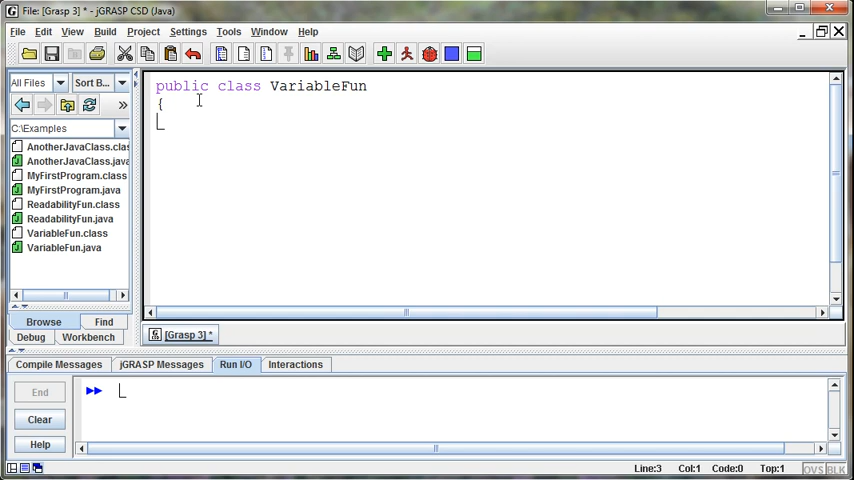 File: [Grasp 3] * - jGRASP CSD (Java)
File Edit View Build Project Settings Tools Window Help
All Files Sort B...
C:\Examples
AnotherJavaClass.clas
AnotherJavaClass.java
MyFirstProgram.class
MyFirstProgram.java
ReadabilityFun.class
ReadabilityFun.java
VariableFun.class
VariableFun.java
Browse Find
Debug Workbench
public class VariableFun
{
[Grasp 3] *
Compile Messages jGRASP Messages Run I/O Interactions
End
Clear
Help
Line:3 Col:1 Code:0 Top:1 OVS BLK